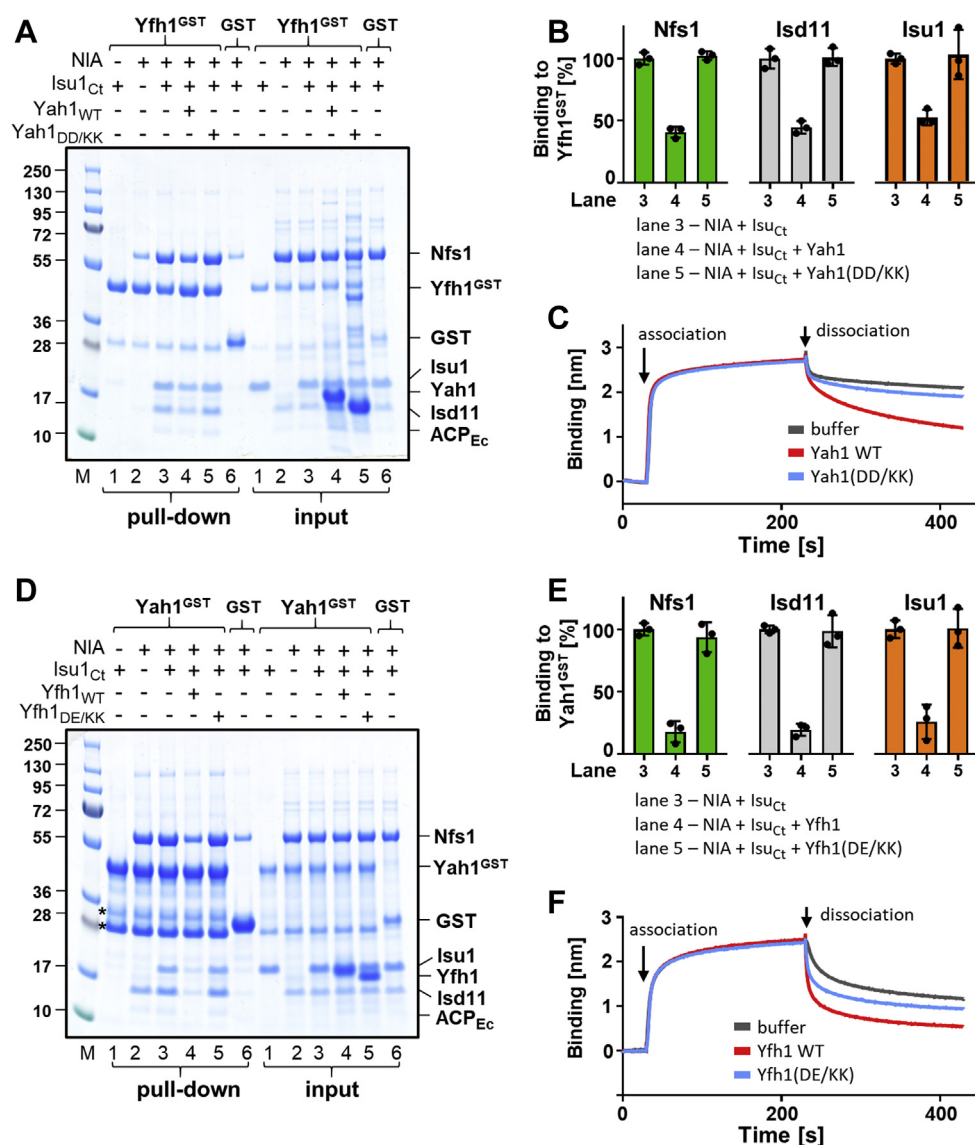 A
Yfh1GST GST Yfh1GST GST
NIA - + + + + + - + + + + +
Isu1Ct + - + + + + + - + + + +
Yah1WT - - - + - - - - - + - -
Yah1DD/KK - - - - + - - - - - + -
250
130
95
72
55
36
28
17
10
Nfs1
Yfh1GST
GST
Isu1
Yah1
Isd11
ACPEc
M 1 2 3 4 5 6 1 2 3 4 5 6
pull-down input
B
Nfs1 Isd11 Isu1
Binding to
Yfh1GST [%]
100
50
0
Lane 3 4 5 3 4 5 3 4 5
lane 3 – NIA + IsuCt
lane 4 – NIA + IsuCt + Yah1
lane 5 – NIA + IsuCt + Yah1(DD/KK)
C
association dissociation
Binding [nm]
3
2
1
0
buffer
Yah1 WT
Yah1(DD/KK)
0 200 400
Time [s]
D
Yah1GST GST Yah1GST GST
NIA - + + + + + - + + + + +
Isu1Ct + - + + + + + - + + + +
Yfh1WT - - - + - - - - - + - -
Yfh1DE/KK - - - - + - - - - - + -
250
130
95
72
55
36
28
17
10
*
*
Nfs1
Yah1GST
GST
Isu1
Yfh1
Isd11
ACPEc
M 1 2 3 4 5 6 1 2 3 4 5 6
pull-down input
E
Nfs1 Isd11 Isu1
Binding to
Yah1GST [%]
100
50
0
Lane 3 4 5 3 4 5 3 4 5
lane 3 – NIA + IsuCt
lane 4 – NIA + IsuCt + Yfh1
lane 5 – NIA + IsuCt + Yfh1(DE/KK)
F
association dissociation
Binding [nm]
3
2
1
0
buffer
Yfh1 WT
Yfh1(DE/KK)
0 200 400
Time [s]